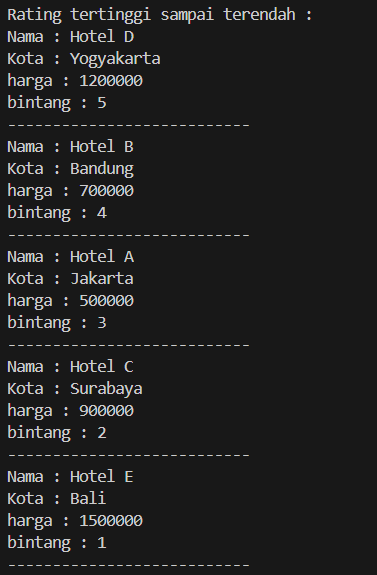 Rating tertinggi sampai terendah :
Nama : Hotel D
Kota : Yogyakarta
harga : 1200000
bintang : 5
---------------------------
Nama : Hotel B
Kota : Bandung
harga : 700000
bintang : 4
---------------------------
Nama : Hotel A
Kota : Jakarta
harga : 500000
bintang : 3
---------------------------
Nama : Hotel C
Kota : Surabaya
harga : 900000
bintang : 2
---------------------------
Nama : Hotel E
Kota : Bali
harga : 1500000
bintang : 1
---------------------------